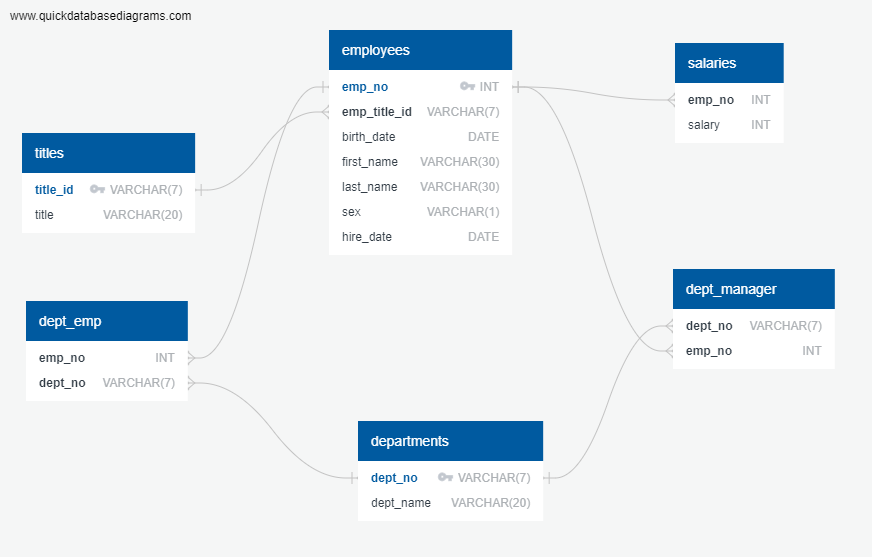 www.quickdatabasediagrams.com
employees
emp_no INT
emp_title_id VARCHAR(7)
birth_date DATE
first_name VARCHAR(30)
last_name VARCHAR(30)
sex VARCHAR(1)
hire_date DATE
salaries
emp_no INT
salary INT
titles
title_id VARCHAR(7)
title VARCHAR(20)
dept_emp
emp_no INT
dept_no VARCHAR(7)
dept_manager
dept_no VARCHAR(7)
emp_no INT
departments
dept_no VARCHAR(7)
dept_name VARCHAR(20)